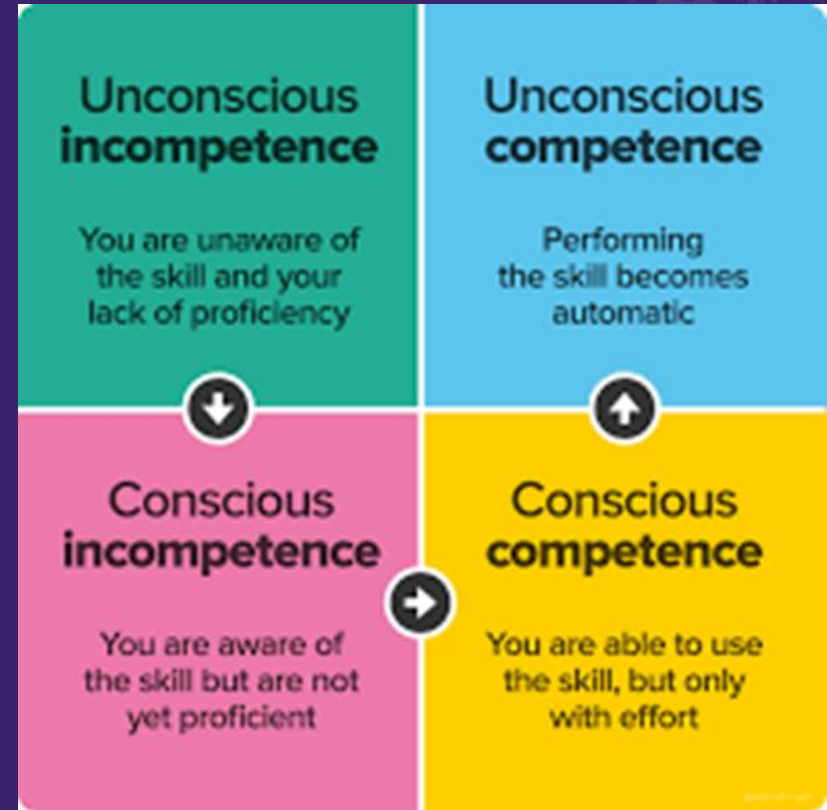 Unconscious
incompetence
You are unaware of
the skill and your
lack of proficiency
Unconscious
competence
Performing
the skill becomes
automatic
Conscious
incompetence
You are aware of
the skill but are not
yet proficient
Conscious
competence
You are able to use
the skill, but only
with effort